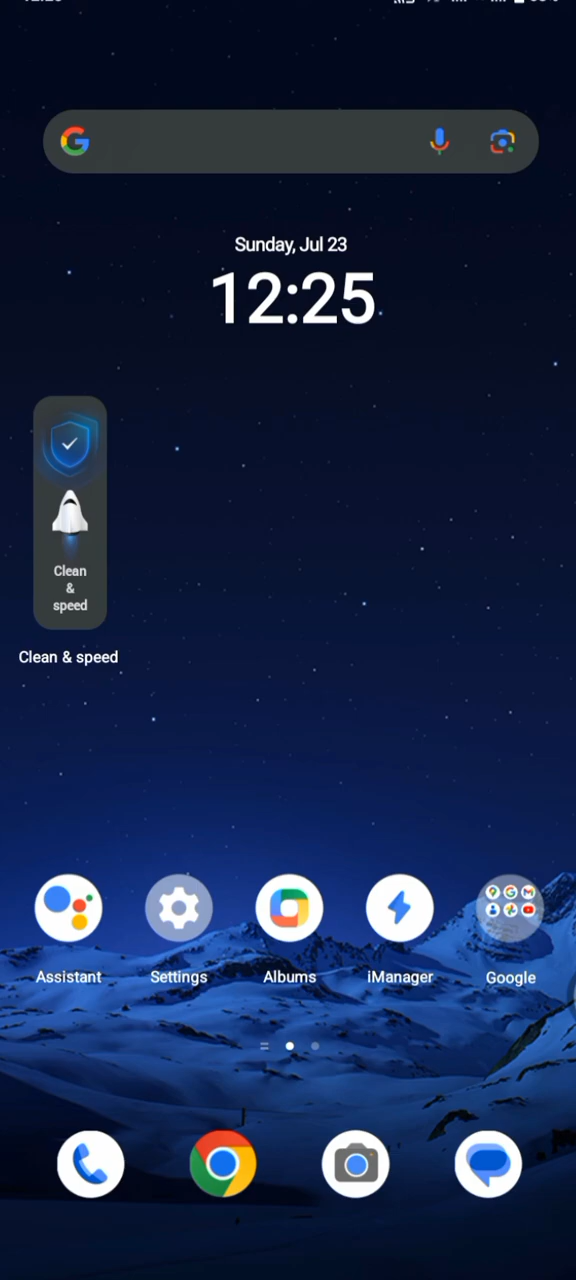 Sunday, Jul 23
12:25
Clean
&
speed
Clean & speed
Assistant
Settings
Albums
iManager
Google